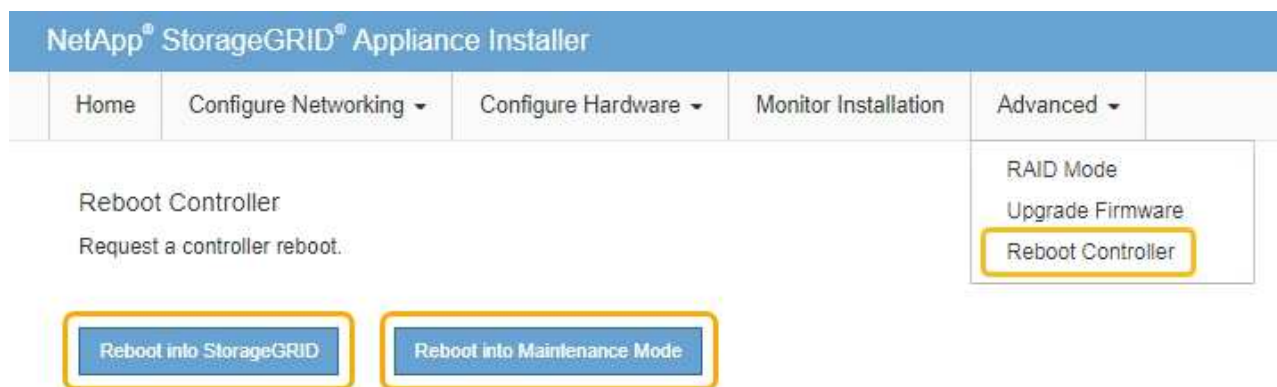 NetApp® StorageGRID® Appliance Installer
Home Configure Networking Configure Hardware Monitor Installation Advanced
RAID Mode
Upgrade Firmware
Reboot Controller
Reboot Controller
Request a controller reboot.
Reboot into StorageGRID Reboot into Maintenance Mode